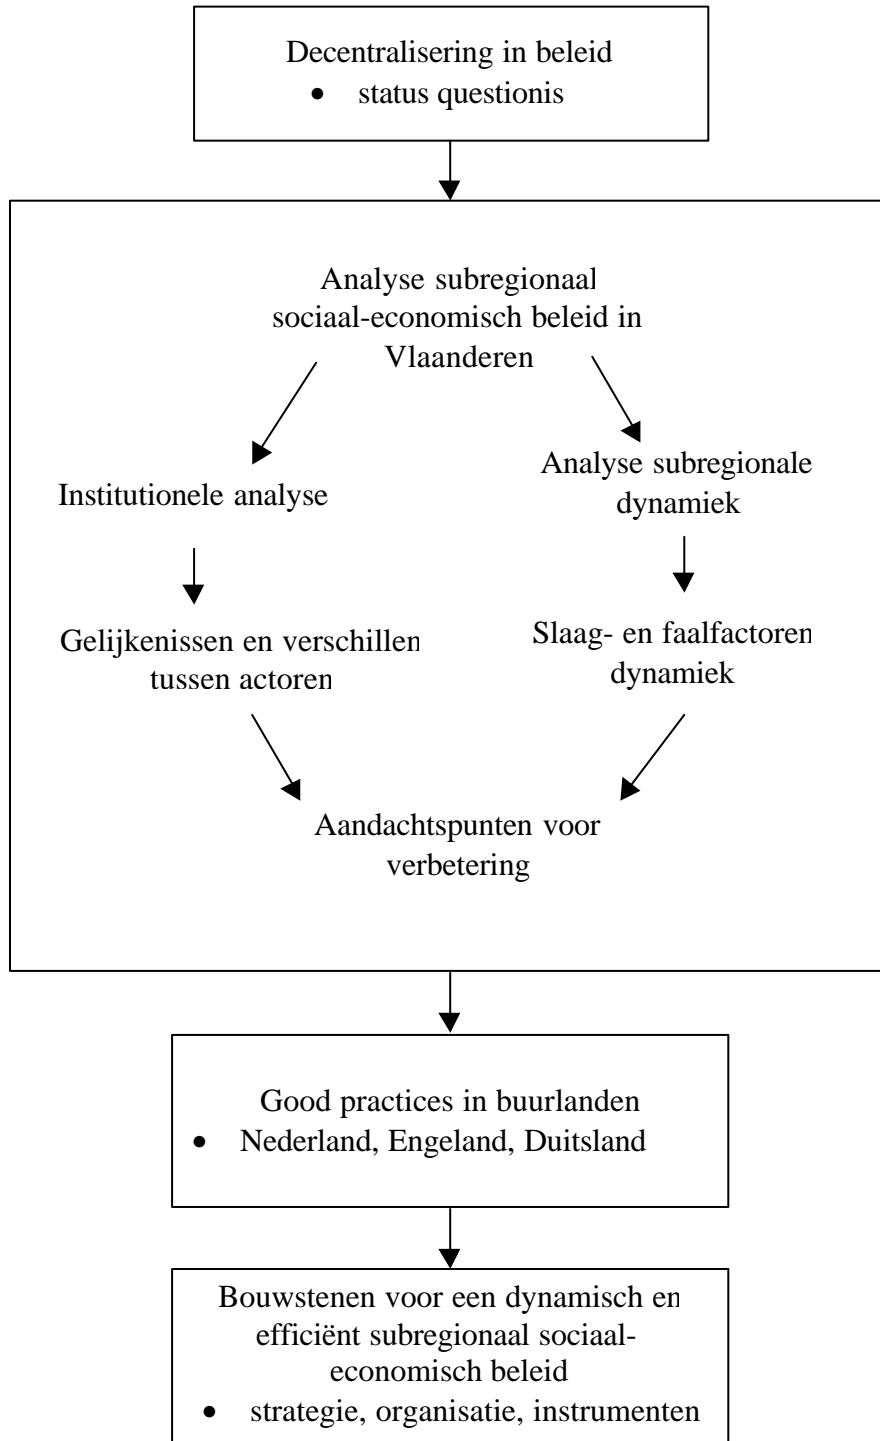 Decentralisering in beleid
• status questionis
Analyse subregionaal
sociaal-economisch beleid in
Vlaanderen
Institutionele analyse
Analyse subregionale
dynamiek
Gelijkenissen en verschillen
tussen actoren
Slaag- en faalfactoren
dynamiek
Aandachtspunten voor
verbetering
Good practices in buurlanden
• Nederland, Engeland, Duitsland
Bouwstenen voor een dynamisch en
efficiënt subregionaal sociaal-
economisch beleid
• strategie, organisatie, instrumenten